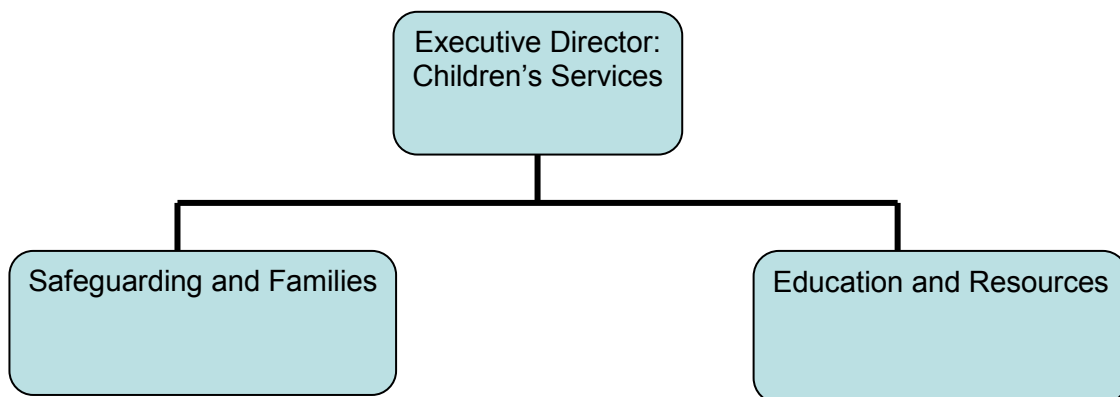 Executive Director:
Children’s Services
Safeguarding and Families
Education and Resources